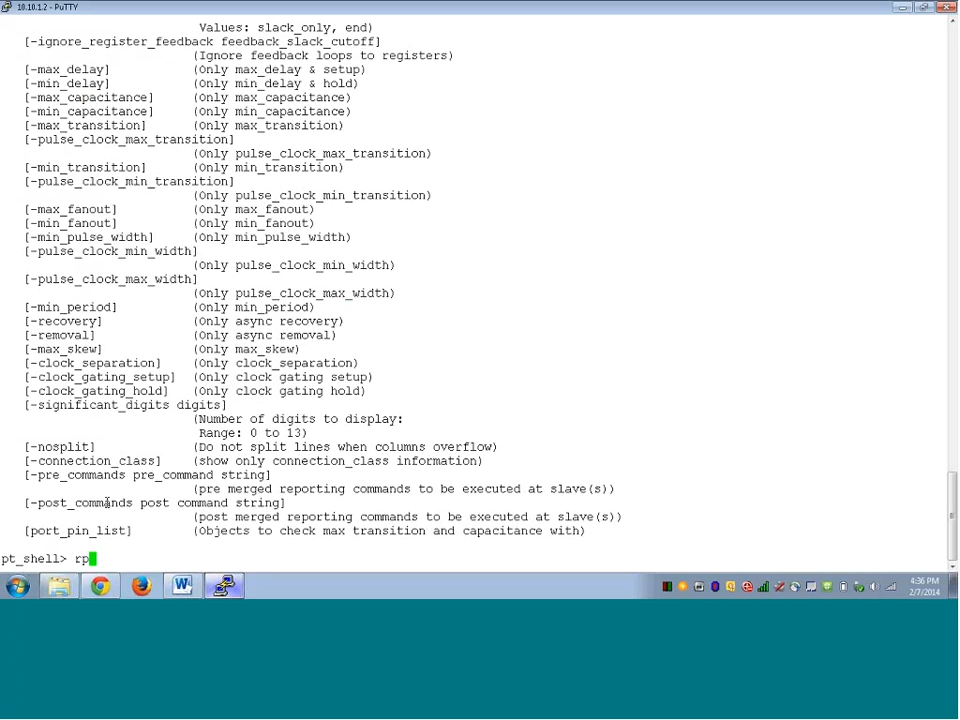 10.10.1.2 - PuTTY
Values: slack_only, end)
[-ignore_register_feedback feedback_slack_cutoff]
(Ignore feedback loops to registers)
[-max_delay] (Only max_delay & setup)
[-min_delay] (Only min_delay & hold)
[-max_capacitance] (Only max_capacitance)
[-min_capacitance] (Only min_capacitance)
[-max_transition] (Only max_transition)
[-pulse_clock_max_transition]
(Only pulse_clock_max_transition)
[-min_transition] (Only min_transition)
[-pulse_clock_min_transition]
(Only pulse_clock_min_transition)
[-max_fanout] (Only max_fanout)
[-min_fanout] (Only min_fanout)
[-min_pulse_width] (Only min_pulse_width)
[-pulse_clock_min_width]
(Only pulse_clock_min_width)
[-pulse_clock_max_width]
(Only pulse_clock_max_width)
[-min_period] (Only min_period)
[-recovery] (Only async recovery)
[-removal] (Only async removal)
[-max_skew] (Only max_skew)
[-clock_separation] (Only clock_separation)
[-clock_gating_setup] (Only clock gating setup)
[-clock_gating_hold] (Only clock gating hold)
[-significant_digits digits]
(Number of digits to display:
Range: 0 to 13)
[-nosplit] (Do not split lines when columns overflow)
[-connection_class] (show only connection_class information)
[-pre_commands pre_command string]
(pre merged reporting commands to be executed at slave(s))
[-post_commands post command string]
(post merged reporting commands to be executed at slave(s))
[port_pin_list] (Objects to check max transition and capacitance with)
pt_shell> rp
4:36 PM
2/7/2014